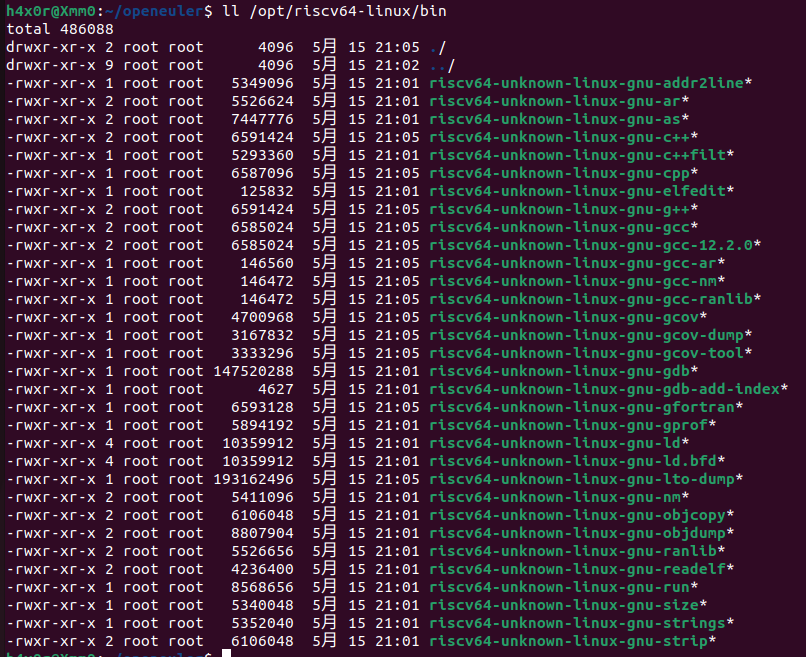 h4x0r@Xmm0:~/openeuler$ ll /opt/riscv64-linux/bin
total 486088
drwxr-xr-x 2 root root      4096  5月 15 21:05 ./
drwxr-xr-x 9 root root      4096  5月 15 21:02 ../
-rwxr-xr-x 1 root root   5349096  5月 15 21:01 riscv64-unknown-linux-gnu-addr2line*
-rwxr-xr-x 2 root root   5526624  5月 15 21:01 riscv64-unknown-linux-gnu-ar*
-rwxr-xr-x 2 root root   7447776  5月 15 21:01 riscv64-unknown-linux-gnu-as*
-rwxr-xr-x 2 root root   6591424  5月 15 21:05 riscv64-unknown-linux-gnu-c++*
-rwxr-xr-x 1 root root   5293360  5月 15 21:01 riscv64-unknown-linux-gnu-c++filt*
-rwxr-xr-x 1 root root   6587096  5月 15 21:05 riscv64-unknown-linux-gnu-cpp*
-rwxr-xr-x 1 root root    125832  5月 15 21:01 riscv64-unknown-linux-gnu-elfedit*
-rwxr-xr-x 2 root root   6591424  5月 15 21:05 riscv64-unknown-linux-gnu-g++*
-rwxr-xr-x 2 root root   6585024  5月 15 21:05 riscv64-unknown-linux-gnu-gcc*
-rwxr-xr-x 2 root root   6585024  5月 15 21:05 riscv64-unknown-linux-gnu-gcc-12.2.0*
-rwxr-xr-x 1 root root    146560  5月 15 21:05 riscv64-unknown-linux-gnu-gcc-ar*
-rwxr-xr-x 1 root root    146472  5月 15 21:05 riscv64-unknown-linux-gnu-gcc-nm*
-rwxr-xr-x 1 root root    146472  5月 15 21:05 riscv64-unknown-linux-gnu-gcc-ranlib*
-rwxr-xr-x 1 root root   4700968  5月 15 21:05 riscv64-unknown-linux-gnu-gcov*
-rwxr-xr-x 1 root root   3167832  5月 15 21:05 riscv64-unknown-linux-gnu-gcov-dump*
-rwxr-xr-x 1 root root   3333296  5月 15 21:05 riscv64-unknown-linux-gnu-gcov-tool*
-rwxr-xr-x 1 root root 147520288  5月 15 21:01 riscv64-unknown-linux-gnu-gdb*
-rwxr-xr-x 1 root root      4627  5月 15 21:01 riscv64-unknown-linux-gnu-gdb-add-index*
-rwxr-xr-x 1 root root   6593128  5月 15 21:05 riscv64-unknown-linux-gnu-gfortran*
-rwxr-xr-x 1 root root   5894192  5月 15 21:01 riscv64-unknown-linux-gnu-gprof*
-rwxr-xr-x 4 root root  10359912  5月 15 21:01 riscv64-unknown-linux-gnu-ld*
-rwxr-xr-x 4 root root  10359912  5月 15 21:01 riscv64-unknown-linux-gnu-ld.bfd*
-rwxr-xr-x 1 root root 193162496  5月 15 21:05 riscv64-unknown-linux-gnu-lto-dump*
-rwxr-xr-x 2 root root   5411096  5月 15 21:01 riscv64-unknown-linux-gnu-nm*
-rwxr-xr-x 2 root root   6106048  5月 15 21:01 riscv64-unknown-linux-gnu-objcopy*
-rwxr-xr-x 2 root root   8807904  5月 15 21:01 riscv64-unknown-linux-gnu-objdump*
-rwxr-xr-x 2 root root   5526656  5月 15 21:01 riscv64-unknown-linux-gnu-ranlib*
-rwxr-xr-x 2 root root   4236400  5月 15 21:01 riscv64-unknown-linux-gnu-readelf*
-rwxr-xr-x 1 root root   8568656  5月 15 21:01 riscv64-unknown-linux-gnu-run*
-rwxr-xr-x 1 root root   5340048  5月 15 21:01 riscv64-unknown-linux-gnu-size*
-rwxr-xr-x 1 root root   5352040  5月 15 21:01 riscv64-unknown-linux-gnu-strings*
-rwxr-xr-x 2 root root   6106048  5月 15 21:01 riscv64-unknown-linux-gnu-strip*
h4x0r@Xmm0:~/openeuler$